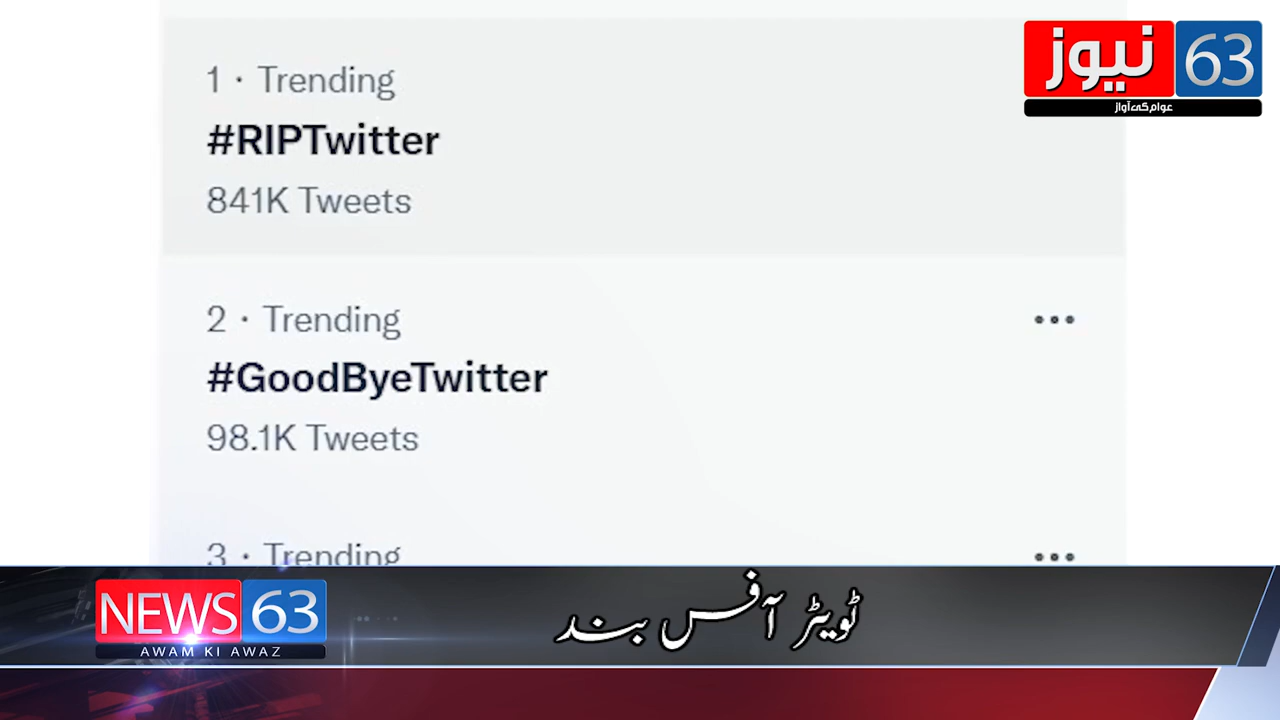 1 · Trending
#RIPTwitter
841K Tweets
2 · Trending
#GoodByeTwitter
98.1K Tweets
3 · Trending
نیوز 63
عوام کی آواز
NEWS 63
AWAM KI AWAZ
ٹویٹر آفس بند